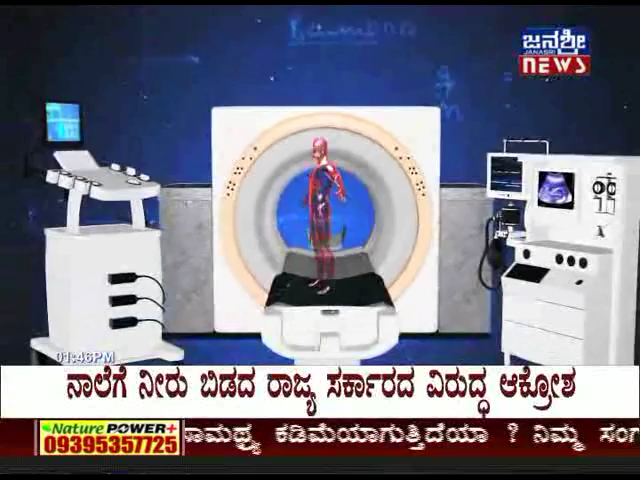 ಜನಶ್ರೀ
JANASRI
NEWS
01:46PM
ನಾಲೆಗೆ ನೀರು ಬಿಡದ ರಾಜ್ಯ ಸರ್ಕಾರದ ವಿರುದ್ಧ ಆಕ್ರೋಶ
Nature POWER+
09395357725
ಸಾಮಥ್ರ್ಯ ಕಡಿಮೆಯಾಗುತ್ತಿದೆಯಾ ? ನಿಮ್ಮ ಸಂಗ